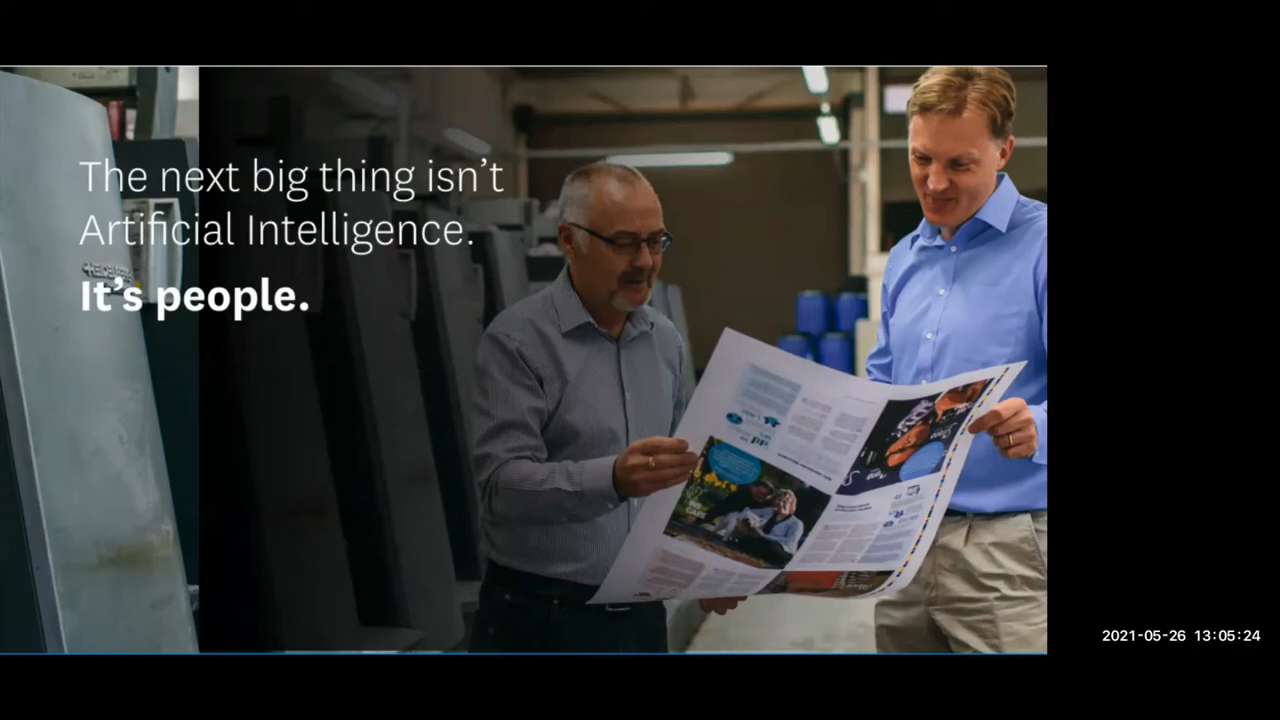 The next big thing isn't
Artificial Intelligence.
It's people.
2021-05-26 13:05:24